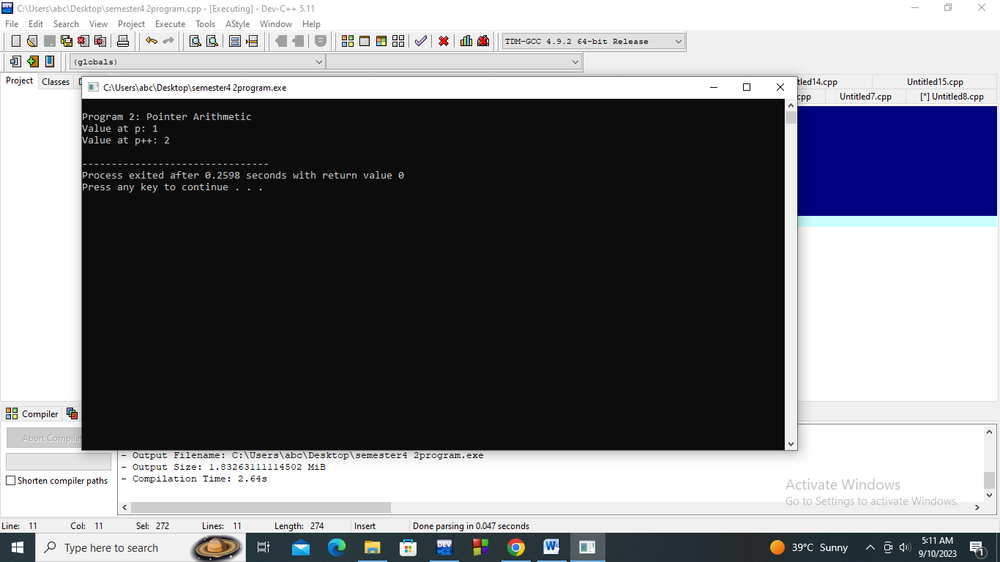 C:\Users\abc\Desktop\semester4 2program.cpp - [Executing] - Dev-C++ 5.11
File Edit Search View Project Execute Tools AStyle Window Help
TDM-GCC 4.9.2 64-bit Release
(globals)
Project Classes
tled14.cpp Untitled15.cpp
cpp Untitled7.cpp [*] Untitled8.cpp
C:\Users\abc\Desktop\semester4 2program.exe
Program 2: Pointer Arithmetic
Value at p: 1
Value at p++: 2
--------------------------------
Process exited after 0.2598 seconds with return value 0
Press any key to continue . . .
Compiler
Abort Compilat
- Output Filename: C:\Users\abc\Desktop\semester4 2program.exe
- Output Size: 1.83263111114502 MiB
- Compilation Time: 2.64s
Shorten compiler paths
Activate Windows
Go to Settings to activate Windows.
Line: 11 Col: 11 Sel: 272 Lines: 11 Length: 274 Insert Done parsing in 0.047 seconds
Type here to search
DEV
39°C Sunny
5:11 AM
9/10/2023
1